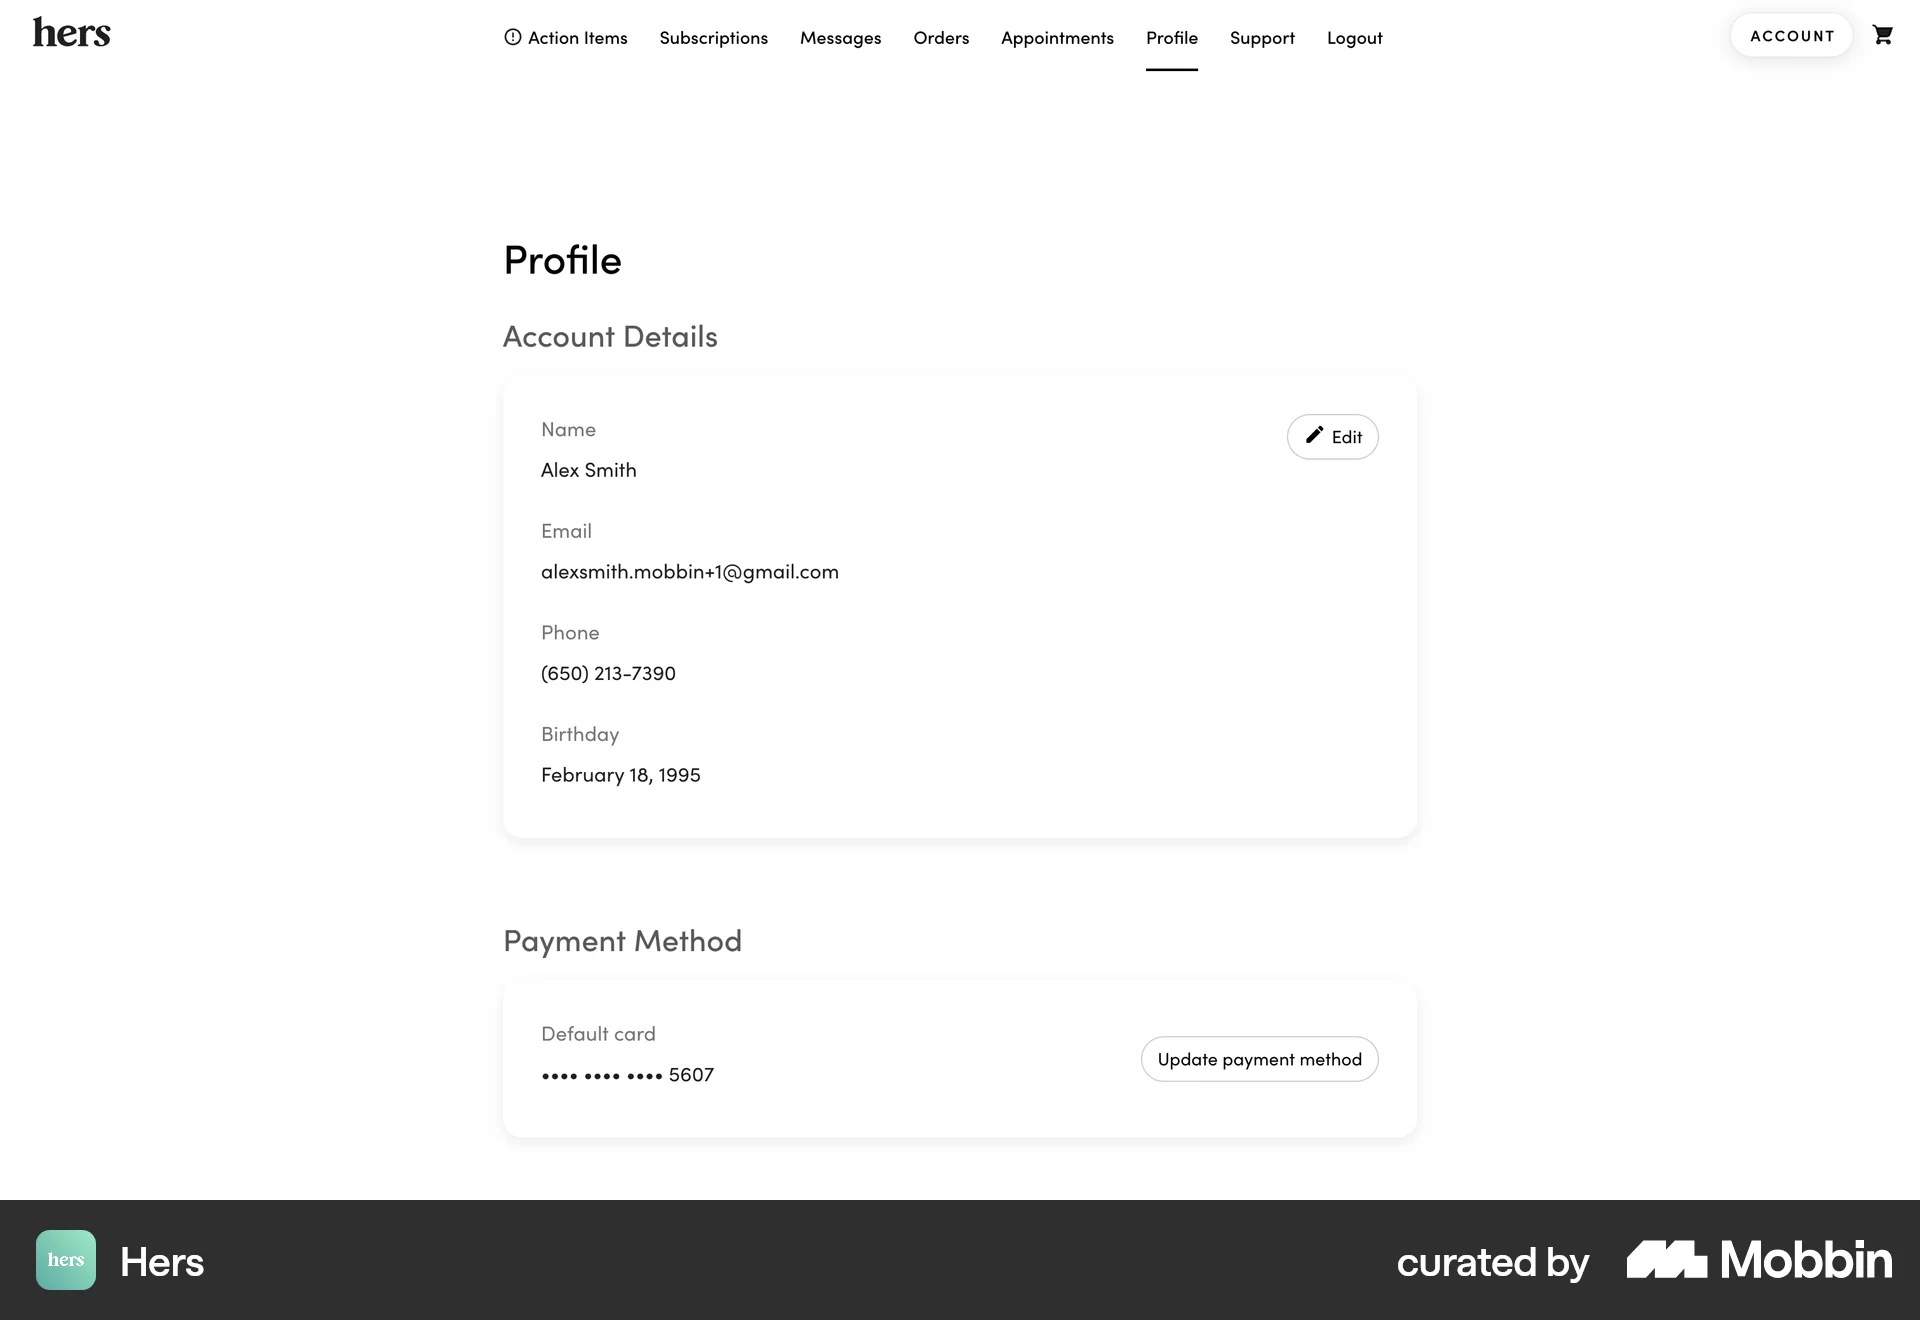 hers
Action Items Subscriptions Messages Orders Appointments Profile Support Logout
ACCOUNT
Profile
Account Details
Name
Edit
Alex Smith
Email
alexsmith.mobbin+1@gmail.com
Phone
(650) 213-7390
Birthday
February 18, 1995
Payment Method
Default card
•••• •••• •••• 5607
Update payment method
hers
Hers
curated by
Mobbin